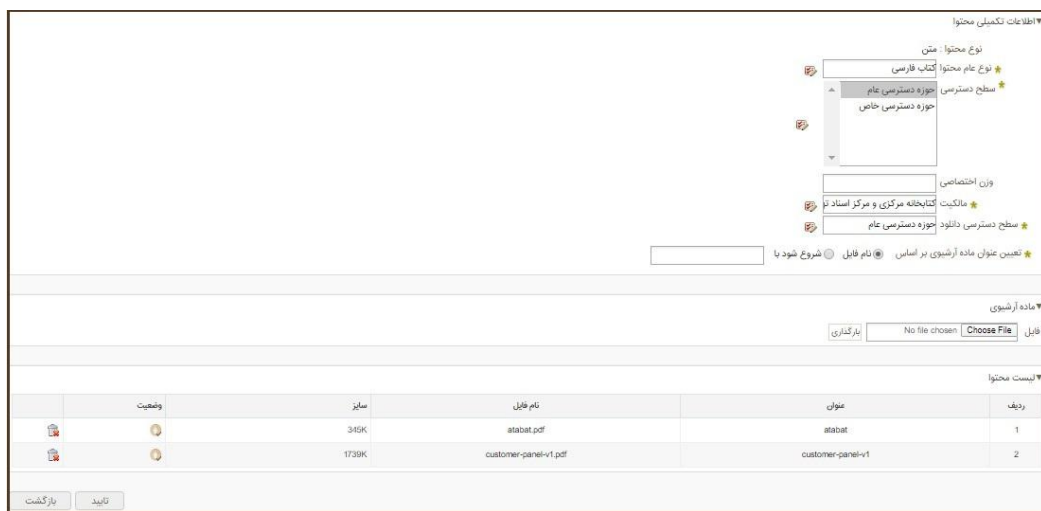 ▼اطلاعات تکمیلی محتوا
نوع محتوا : متن
★ نوع عام محتوا کتاب فارسی
★ سطح دسترسی حوزه دسترسی عام
حوزه دسترسی خاص
وزن اختصاصی
★ مالکیت کتابخانه مرکزی و مرکز اسناد تر
★ سطح دسترسی دانلود حوزه دسترسی عام
★ تعیین عنوان ماده آرشیوی بر اساس نام فایل شروع شود با
▼ماده آرشیوی
فایل Choose File No file chosen بارگذاری
▼لیست محتوا
ردیف عنوان نام فایل سایز وضعیت
1 atabat atabat.pdf 345K
2 customer-panel-v1 customer-panel-v1.pdf 1739K
تایید بازگشت